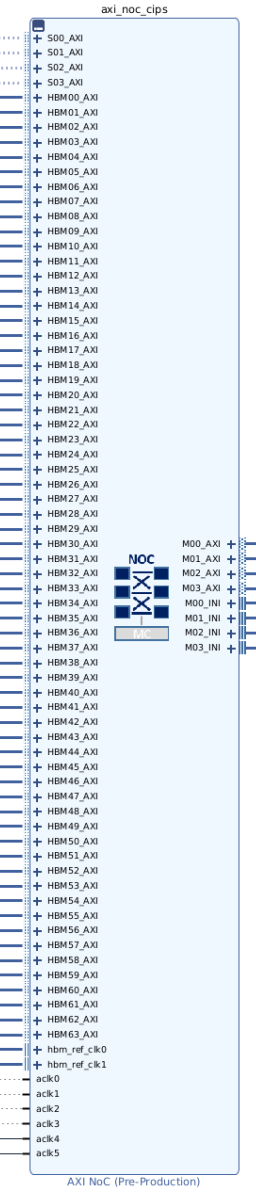 axi_noc_cips
S00_AXI
S01_AXI
S02_AXI
S03_AXI
HBM00_AXI
HBM01_AXI
HBM02_AXI
HBM03_AXI
HBM04_AXI
HBM05_AXI
HBM06_AXI
HBM07_AXI
HBM08_AXI
HBM09_AXI
HBM10_AXI
HBM11_AXI
HBM12_AXI
HBM13_AXI
HBM14_AXI
HBM15_AXI
HBM16_AXI
HBM17_AXI
HBM18_AXI
HBM19_AXI
HBM20_AXI
HBM21_AXI
HBM22_AXI
HBM23_AXI
HBM24_AXI
HBM25_AXI
HBM26_AXI
HBM27_AXI
HBM28_AXI
HBM29_AXI
HBM30_AXI
HBM31_AXI
HBM32_AXI
HBM33_AXI
HBM34_AXI
HBM35_AXI
HBM36_AXI
HBM37_AXI
HBM38_AXI
HBM39_AXI
HBM40_AXI
HBM41_AXI
HBM42_AXI
HBM43_AXI
HBM44_AXI
HBM45_AXI
HBM46_AXI
HBM47_AXI
HBM48_AXI
HBM49_AXI
HBM50_AXI
HBM51_AXI
HBM52_AXI
HBM53_AXI
HBM54_AXI
HBM55_AXI
HBM56_AXI
HBM57_AXI
HBM58_AXI
HBM59_AXI
HBM60_AXI
HBM61_AXI
HBM62_AXI
HBM63_AXI
hbm_ref_clk0
hbm_ref_clk1
aclk0
aclk1
aclk2
aclk3
aclk4
aclk5
NOC
MC
M00_AXI
M01_AXI
M02_AXI
M03_AXI
M00_INI
M01_INI
M02_INI
M03_INI
AXI NoC (Pre-Production)